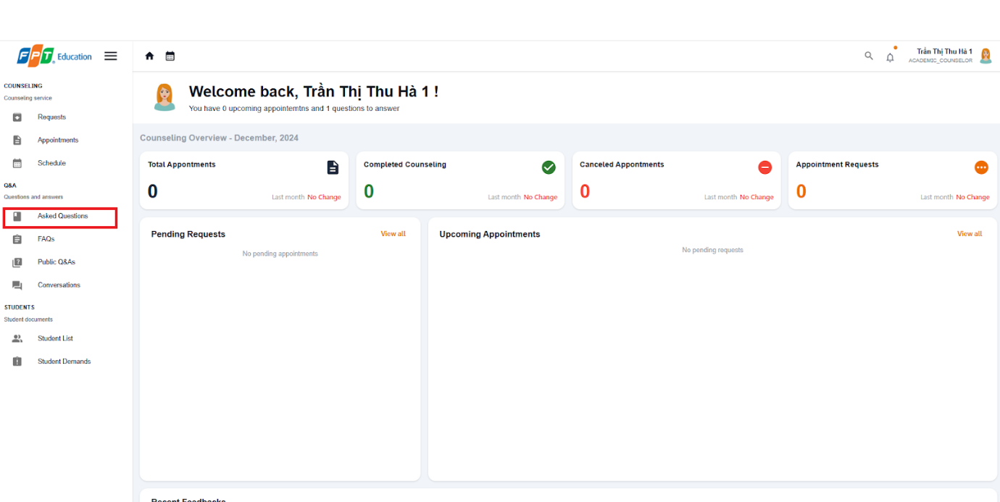 FPT Education
Trần Thị Thu Hà 1
ACADEMIC_COUNSELOR
COUNSELING
Counseling service
Requests
Appointments
Schedule
Q&A
Questions and answers
Asked Questions
FAQs
Public Q&As
Conversations
STUDENTS
Student documents
Student List
Student Demands
Welcome back, Trần Thị Thu Hà 1 !
You have 0 upcoming appointemtns and 1 questions to answer
Counseling Overview - December, 2024
Total Appontments
0
Last month No Change
Completed Counseling
0
Last month No Change
Canceled Appontments
0
Last month No Change
Appointment Requests
0
Last month No Change
Pending Requests
View all
No pending appointments
Upcoming Appointments
View all
No pending requests
Recent Feedbacks